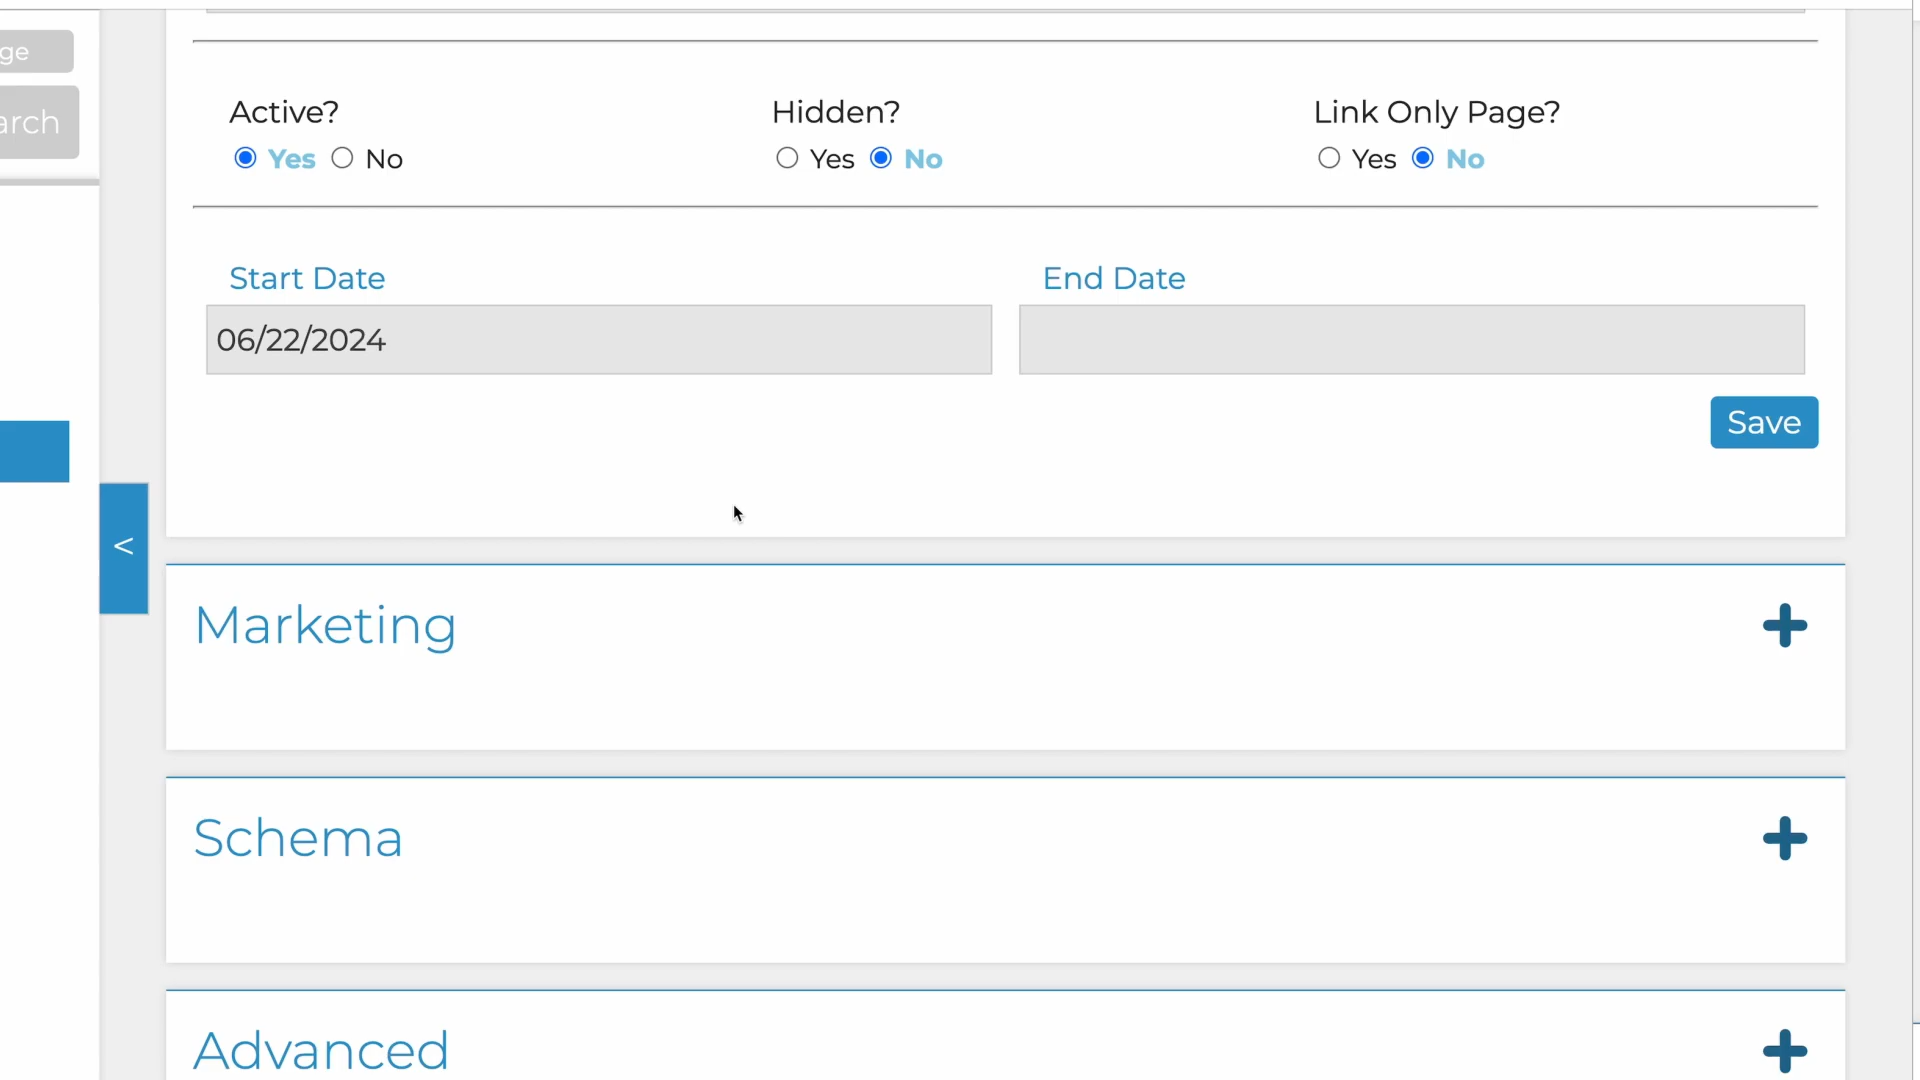 ge
arch
Active?
Hidden?
Link Only Page?
Yes No
Yes No
Yes No
Start Date
End Date
06/22/2024
Save
<
Marketing
Schema
Advanced